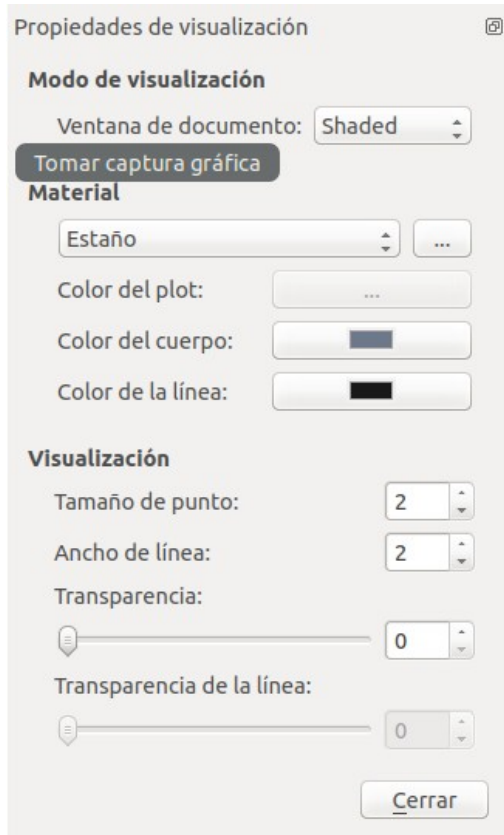 Propiedades de visualización
Modo de visualización
Ventana de documento: Shaded
Tomar captura gráfica
Material
Estaño ...
Color del plot: ...
Color del cuerpo:
Color de la línea:
Visualización
Tamaño de punto: 2
Ancho de línea: 2
Transparencia:
0
Transparencia de la línea:
0
Cerrar